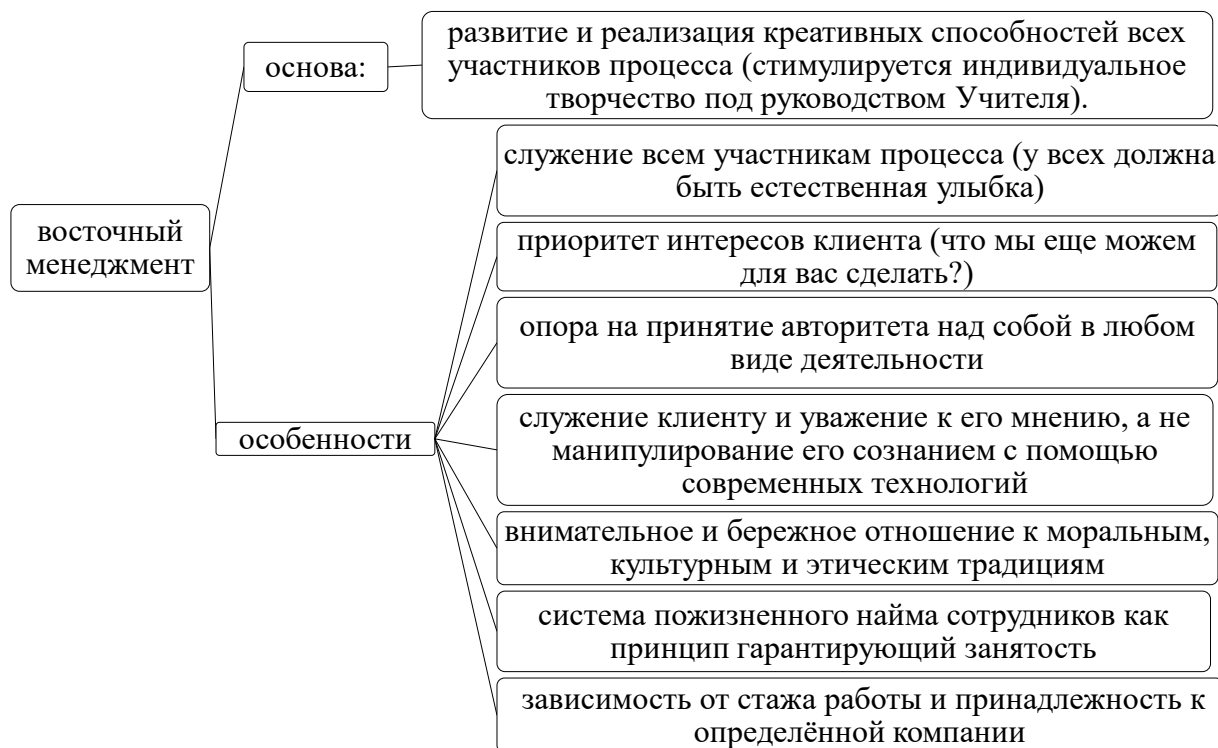 восточный
менеджмент
основа:
развитие и реализация креативных способностей всех
участников процесса (стимулируется индивидуальное
творчество под руководством Учителя).
особенности
служение всем участникам процесса (у всех должна
быть естественная улыбка)
приоритет интересов клиента (что мы еще можем
для вас сделать?)
опора на принятие авторитета над собой в любом
виде деятельности
служение клиенту и уважение к его мнению, а не
манипулирование его сознанием с помощью
современных технологий
внимательное и бережное отношение к моральным,
культурным и этическим традициям
система пожизненного найма сотрудников как
принцип гарантирующий занятость
зависимость от стажа работы и принадлежность к
определённой компании